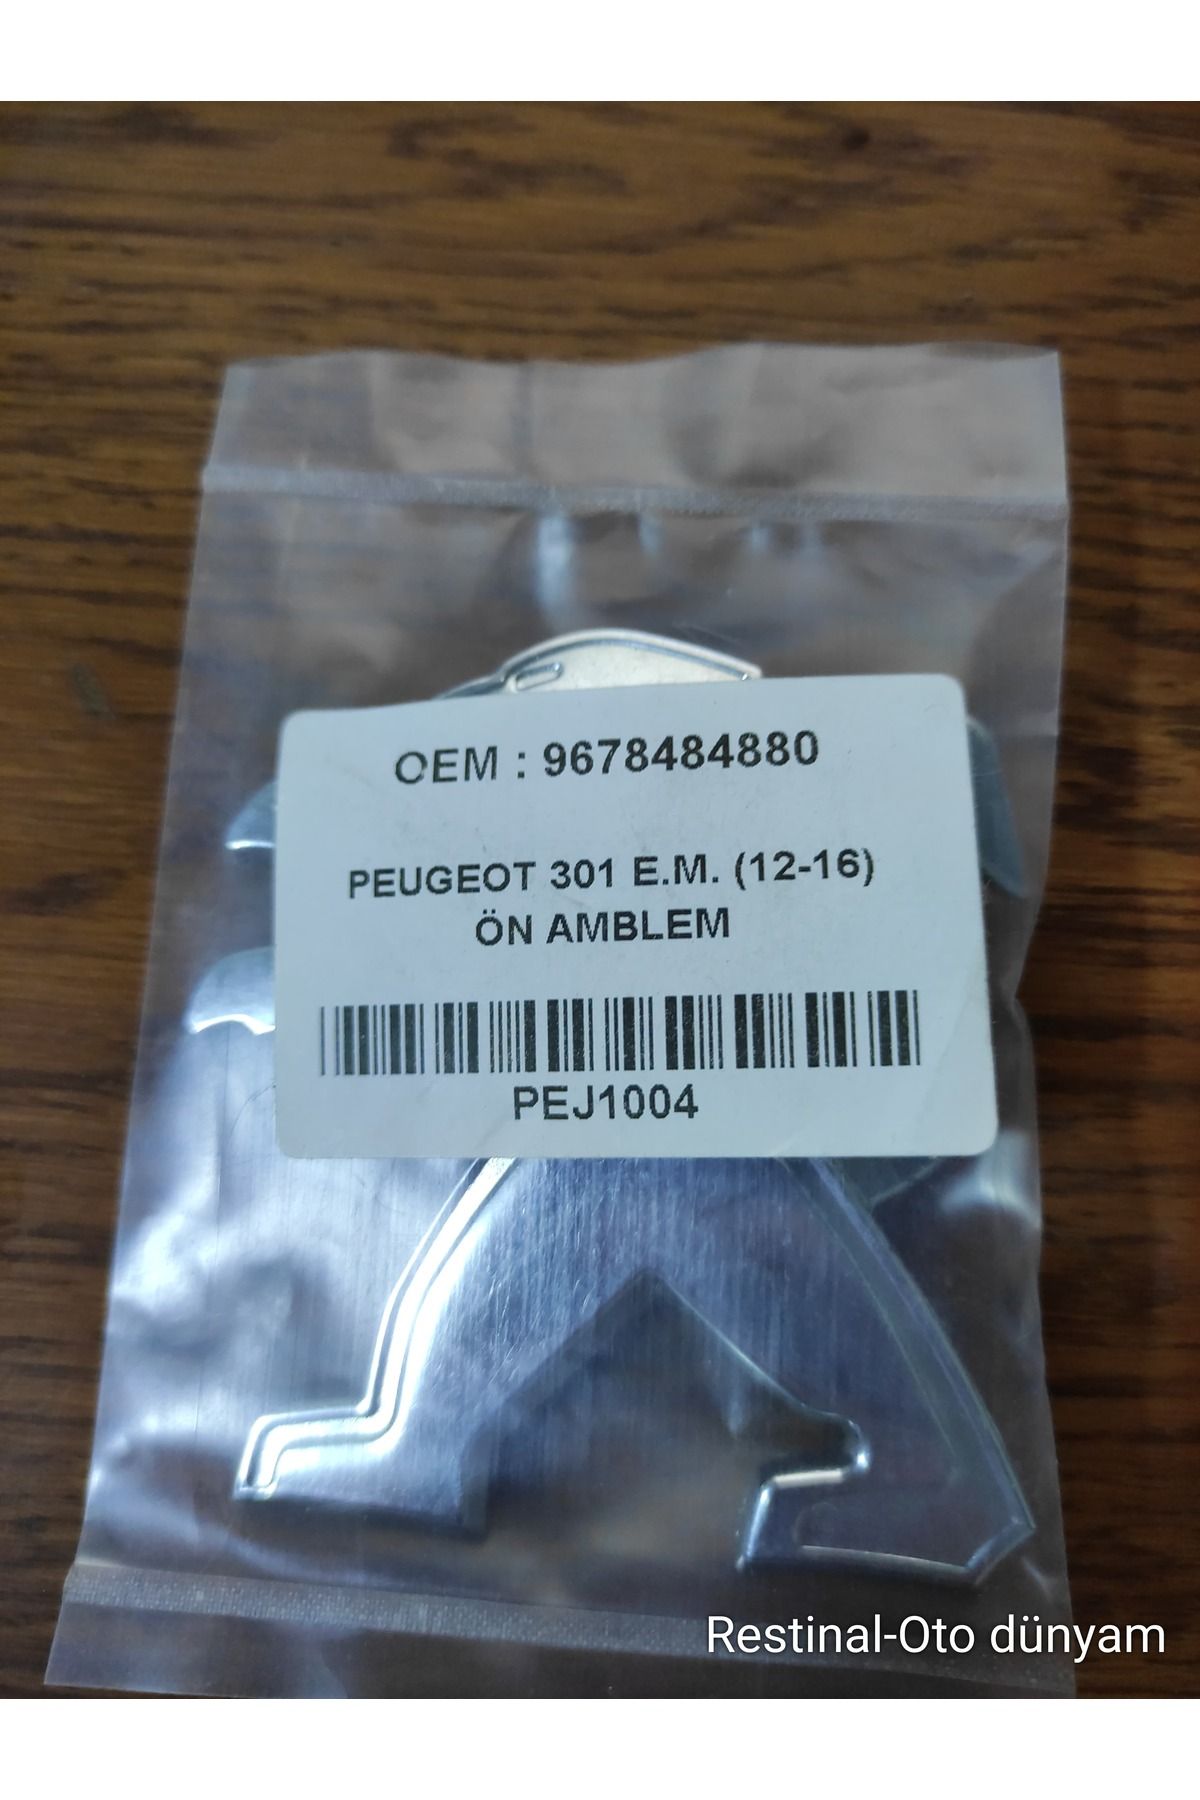 OEM : 9678484880
PEUGEOT 301 E.M. (12-16)
ÖN AMBLEM
PEJ1004
Restinal-Oto dünyam